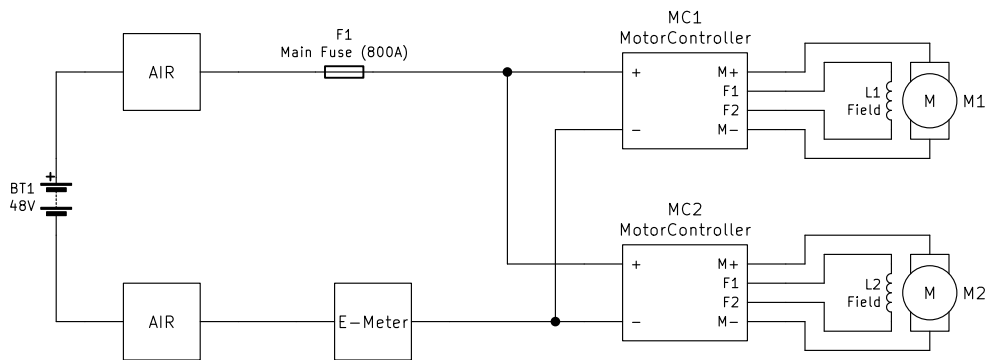 MC1
MotorController
F1
Main Fuse (800A)
AIR
+
-
M+
F1
F2
M-
L1
Field
M
M1
+
BT1
48V
MC2
MotorController
+
-
M+
F1
F2
M-
L2
Field
M
M2
AIR
E-Meter